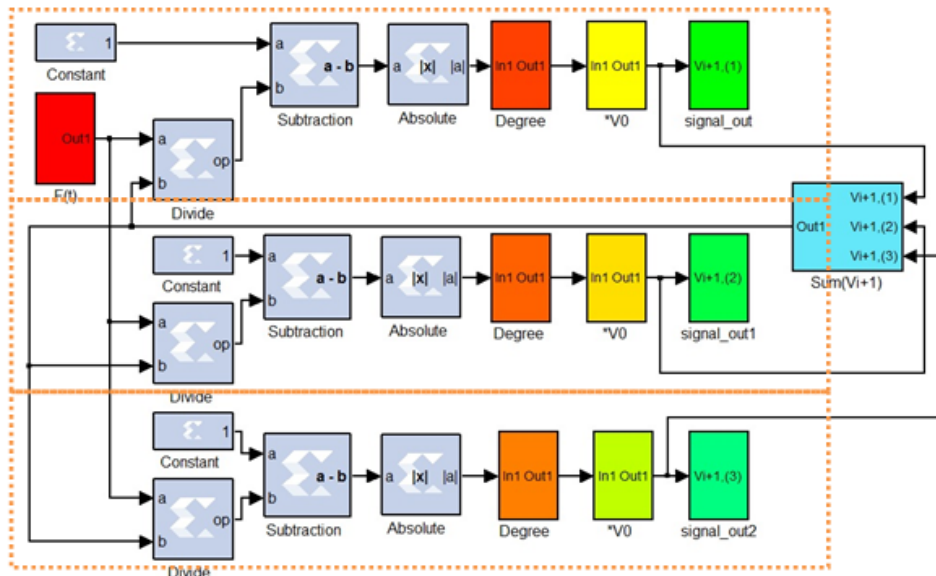 1
Constant
a
b
a - b
Subtraction
a
|x|
|a|
Absolute
In1 Out1
Degree
In1 Out1
*V0
Vi+1,(1)
signal_out
Out1
F(t)
a
b
op
Divide
Out1
Vi+1,(1)
Vi+1,(2)
Vi+1,(3)
Sum(Vi+1)
1
Constant
a
b
a - b
Subtraction
a
|x|
|a|
Absolute
In1 Out1
Degree
In1 Out1
*V0
Vi+1,(2)
signal_out1
a
b
op
Divide
1
Constant
a
b
a - b
Subtraction
a
|x|
|a|
Absolute
In1 Out1
Degree
In1 Out1
*V0
Vi+1,(3)
signal_out2
a
b
op
Divide